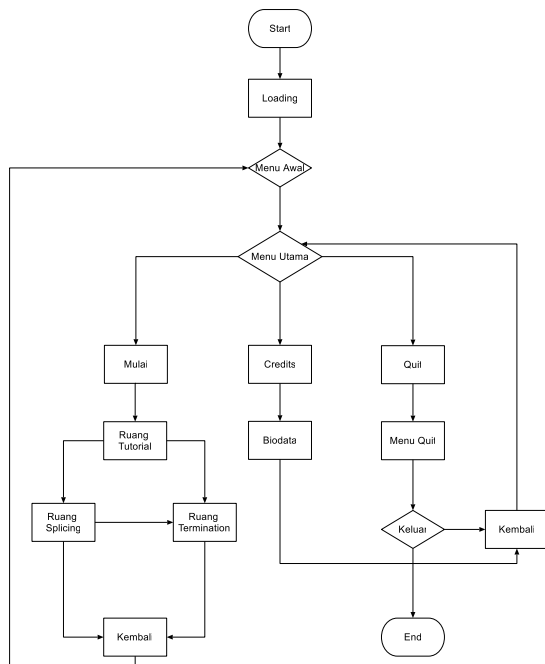 Start
Loading
Menu Awal
Menu Utama
Mulai
Credits
Quil
Ruang
Tutorial
Biodata
Menu Quil
Ruang
Splicing
Ruang
Termination
Keluar
Kembali
Kembali
End